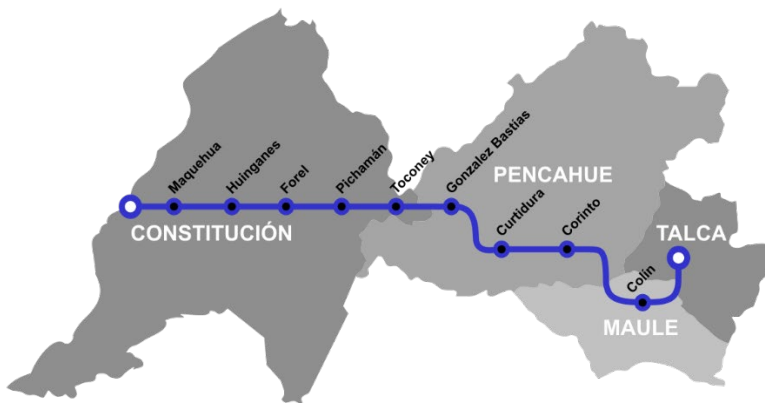 Maquehua
Huinganes
Forel
Pichamán
Toconey
Gonzalez Bastías
PENCAHUE
Curtidura
Corinto
CONSTITUCIÓN
TALCA
Colín
MAULE